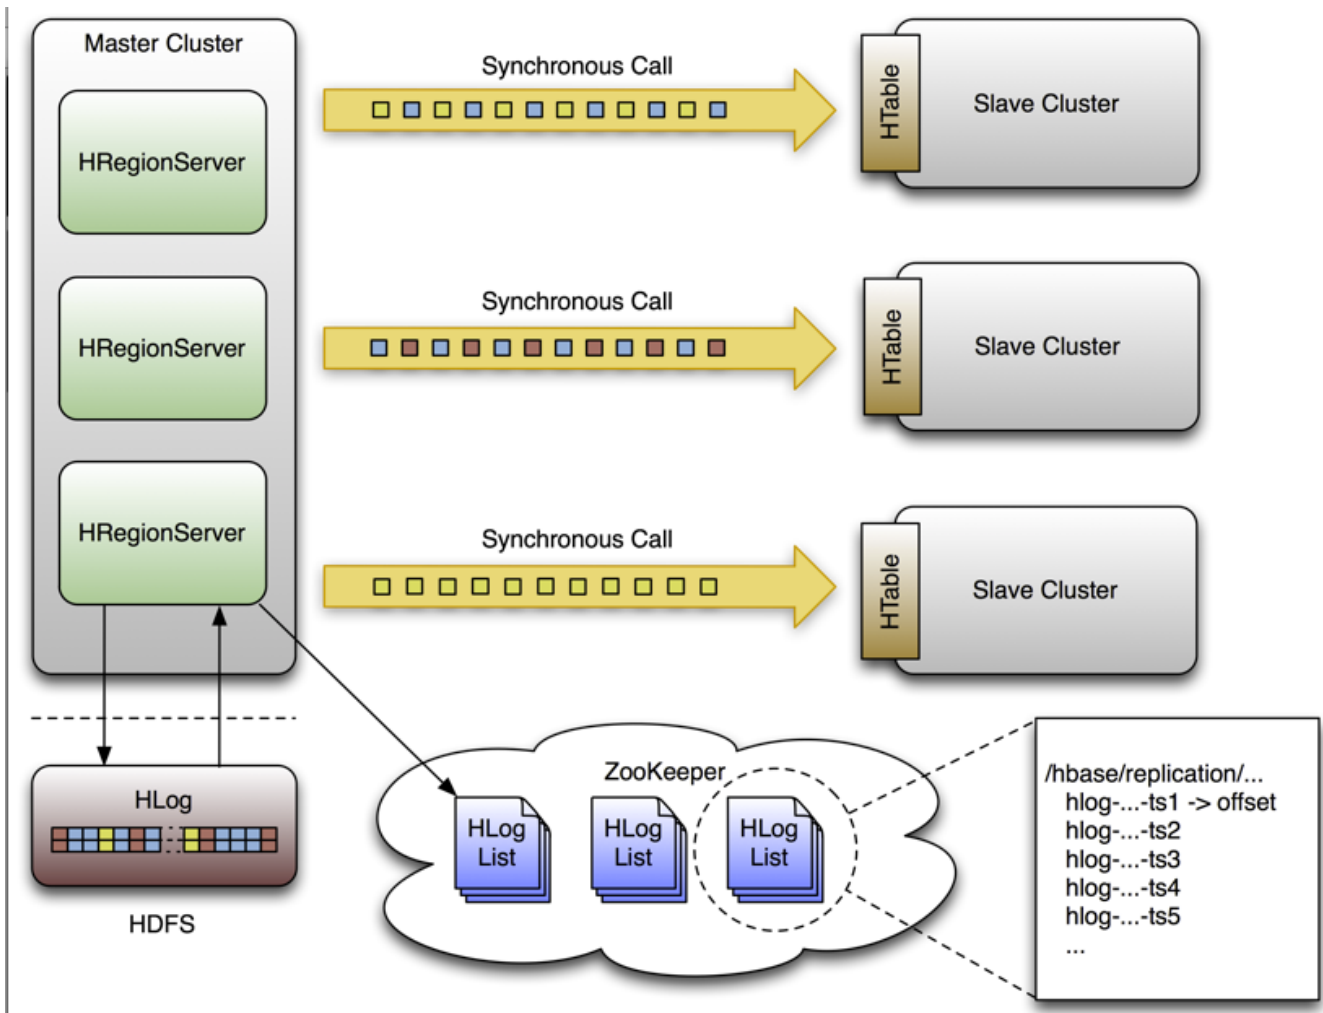 Master Cluster
HRegionServer
HRegionServer
HRegionServer
Synchronous Call
HTable
Slave Cluster
Synchronous Call
HTable
Slave Cluster
Synchronous Call
HTable
Slave Cluster
HLog
HDFS
ZooKeeper
HLog
List
HLog
List
HLog
List
/hbase/replication/...
hlog-...-ts1 -> offset
hlog-...-ts2
hlog-...-ts3
hlog-...-ts4
hlog-...-ts5
...